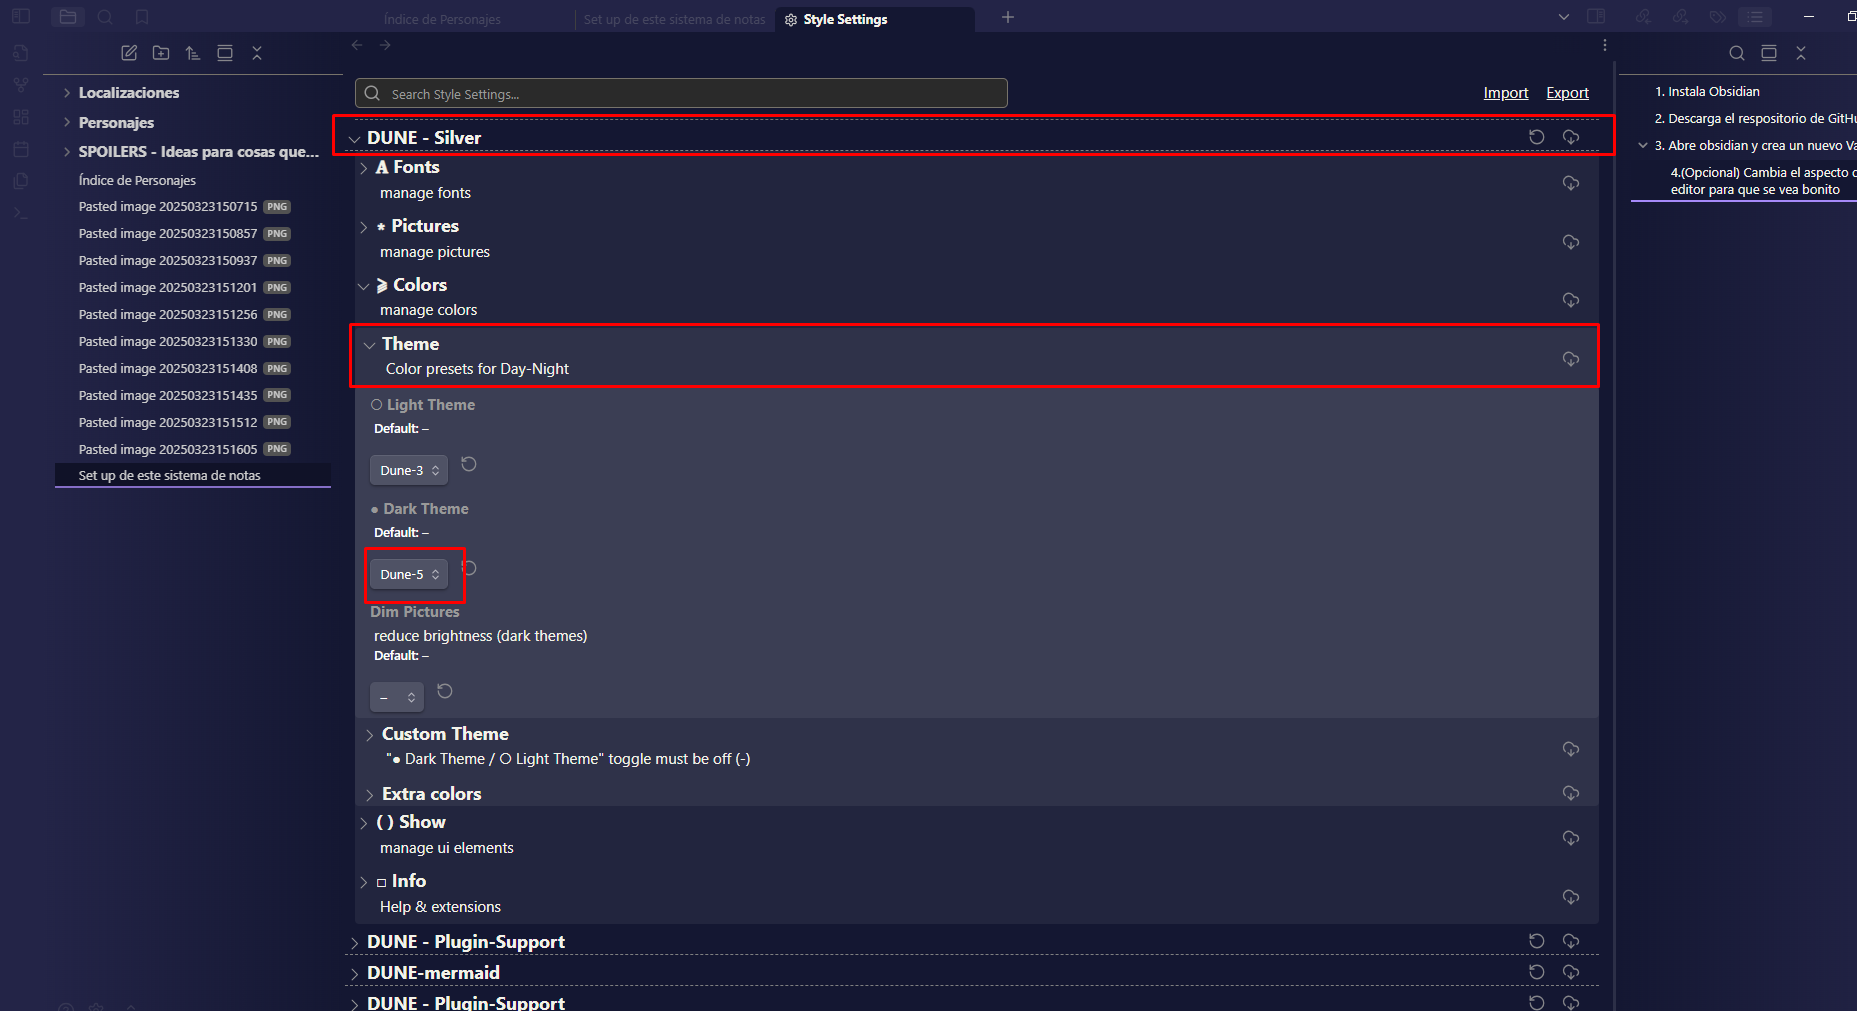 Índice de Personajes
Set up de este sistema de notas
Style Settings
Localizaciones
Personajes
SPOILERS - Ideas para cosas que...
Índice de Personajes
Pasted image 20250323150715 PNG
Pasted image 20250323150857 PNG
Pasted image 20250323150937 PNG
Pasted image 20250323151201 PNG
Pasted image 20250323151256 PNG
Pasted image 20250323151330 PNG
Pasted image 20250323151408 PNG
Pasted image 20250323151435 PNG
Pasted image 20250323151512 PNG
Pasted image 20250323151605 PNG
Set up de este sistema de notas
Search Style Settings...
Import Export
DUNE - Silver
A Fonts
manage fonts
* Pictures
manage pictures
Colors
manage colors
Theme
Color presets for Day-Night
○ Light Theme
Default: –
Dune-3
● Dark Theme
Default: –
Dune-5
Dim Pictures
reduce brightness (dark themes)
Default: –
–
Custom Theme
"● Dark Theme / ○ Light Theme" toggle must be off (-)
Extra colors
( ) Show
manage ui elements
□ Info
Help & extensions
DUNE - Plugin-Support
DUNE-mermaid
DUNE - Plugin-Support
1. Instala Obsidian
2. Descarga el respositorio de GitHu
3. Abre obsidian y crea un nuevo Va
4.(Opcional) Cambia el aspecto d
editor para que se vea bonito